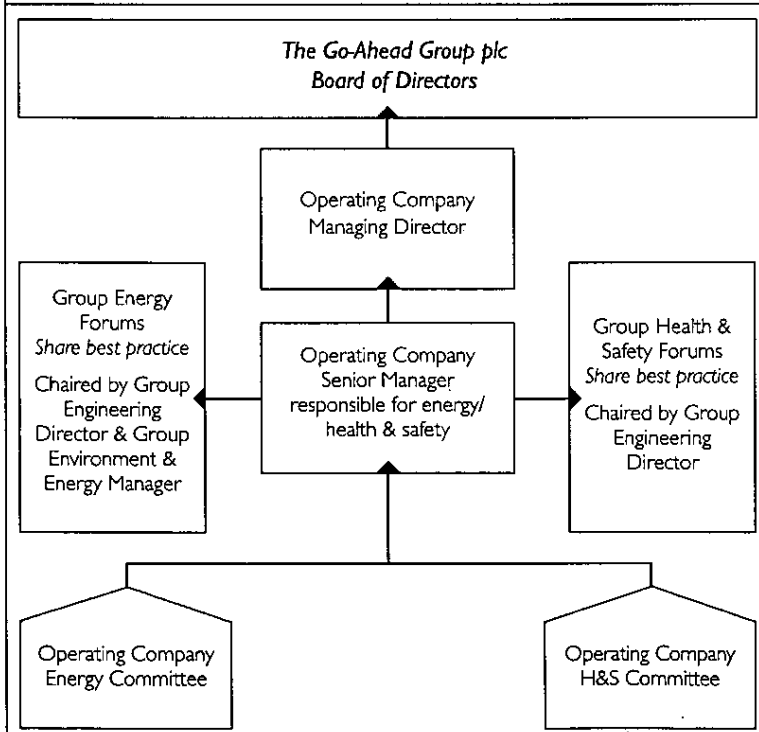 The Go-Ahead Group plc
Board of Directors
Operating Company
Managing Director
Group Energy
Forums
Share best practice
Chaired by Group
Engineering
Director & Group
Environment &
Energy Manager
Operating Company
Senior Manager
responsible for energy/
health & safety
Group Health &
Safety Forums
Share best practice
Chaired by Group
Engineering
Director
Operating Company
Energy Committee
Operating Company
H&S Committee